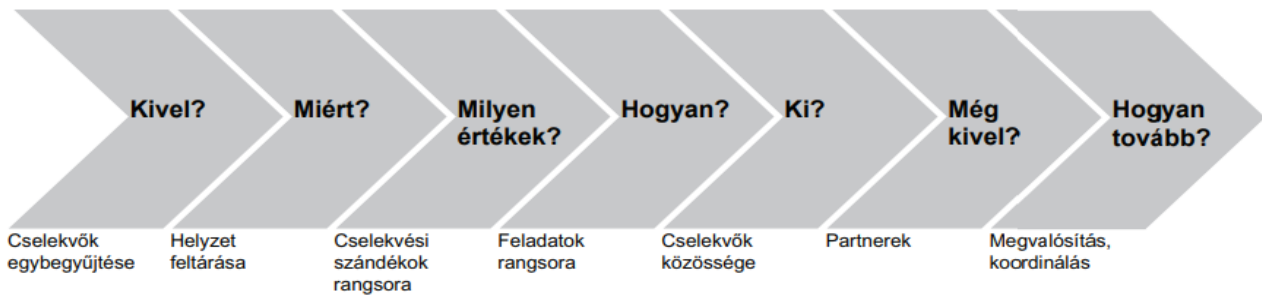 Kivel?
Miért?
Milyen
értékek?
Hogyan?
Ki?
Még
kivel?
Hogyan
tovább?
Cselekvők
egybegyűjtése
Helyzet
feltárása
Cselekvési
szándékok
rangsora
Feladatok
rangsora
Cselekvők
közössége
Partnerek
Megvalósítás,
koordinálás